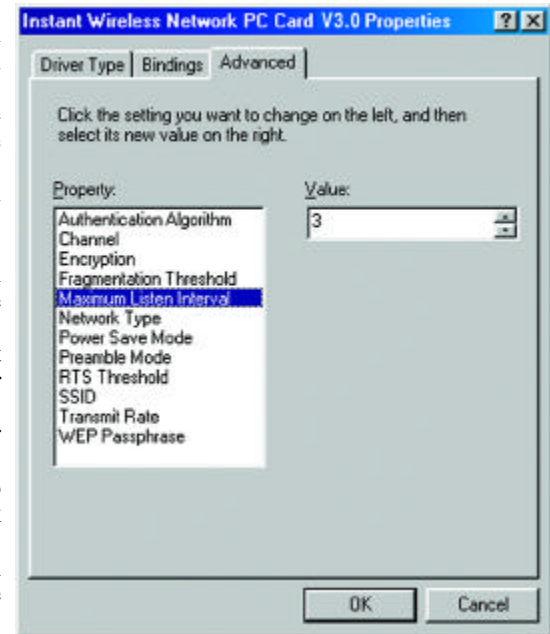 Instant Wireless Network PC Card V3.0 Properties
Driver Type
Bindings
Advanced
Click the setting you want to change on the left, and then
select its new value on the right.
Property:
Value:
Authentication Algorithm
Channel
Encryption
Fragmentation Threshold
Maximum Listen Interval
Network Type
Power Save Mode
Preamble Mode
RTS Threshold
SSID
Transmit Rate
WEP Passphrase
3
OK
Cancel